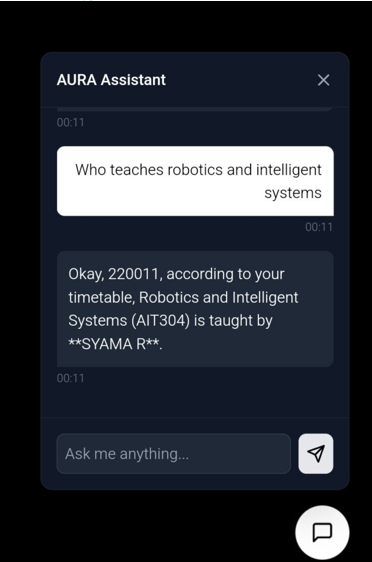 AURA Assistant
00:11
Who teaches robotics and intelligent
systems
00:11
Okay, 220011, according to your
timetable, Robotics and Intelligent
Systems (AIT304) is taught by
**SYAMA R**.
00:11
Ask me anything...